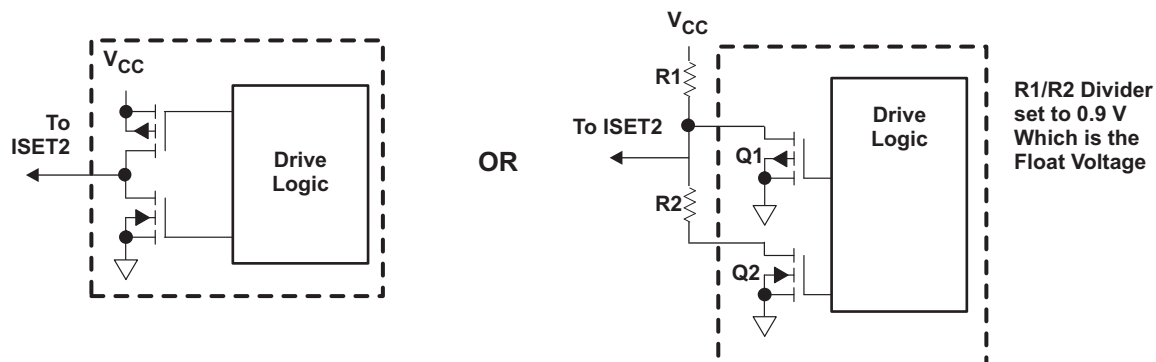 VCC
To
ISET2
Drive
Logic
OR
VCC
R1
To ISET2
Q1
R2
Q2
Drive
Logic
R1/R2 Divider
set to 0.9 V
Which is the
Float Voltage